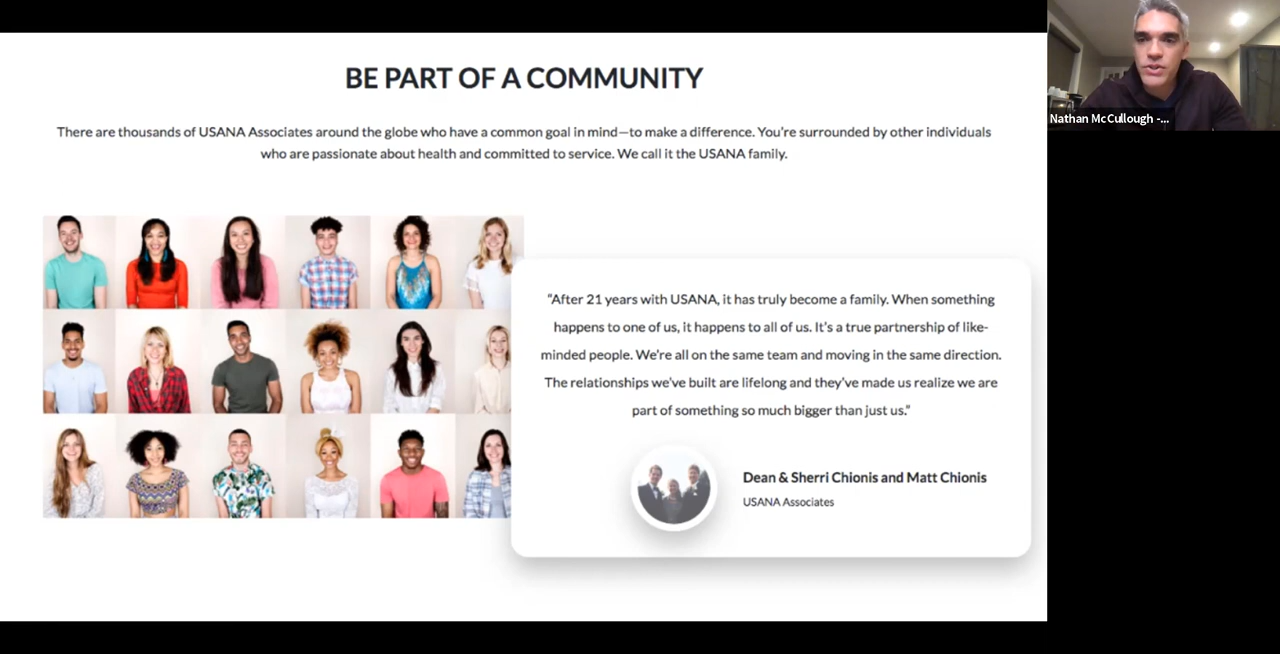 BE PART OF A COMMUNITY
There are thousands of USANA Associates around the globe who have a common goal in mind—to make a difference. You’re surrounded by other individuals
who are passionate about health and committed to service. We call it the USANA family.
“After 21 years with USANA, it has truly become a family. When something
happens to one of us, it happens to all of us. It’s a true partnership of like-
minded people. We’re all on the same team and moving in the same direction.
The relationships we’ve built are lifelong and they’ve made us realize we are
part of something so much bigger than just us.”
Dean & Sherri Chionis and Matt Chionis
USANA Associates
Nathan McCullough -...